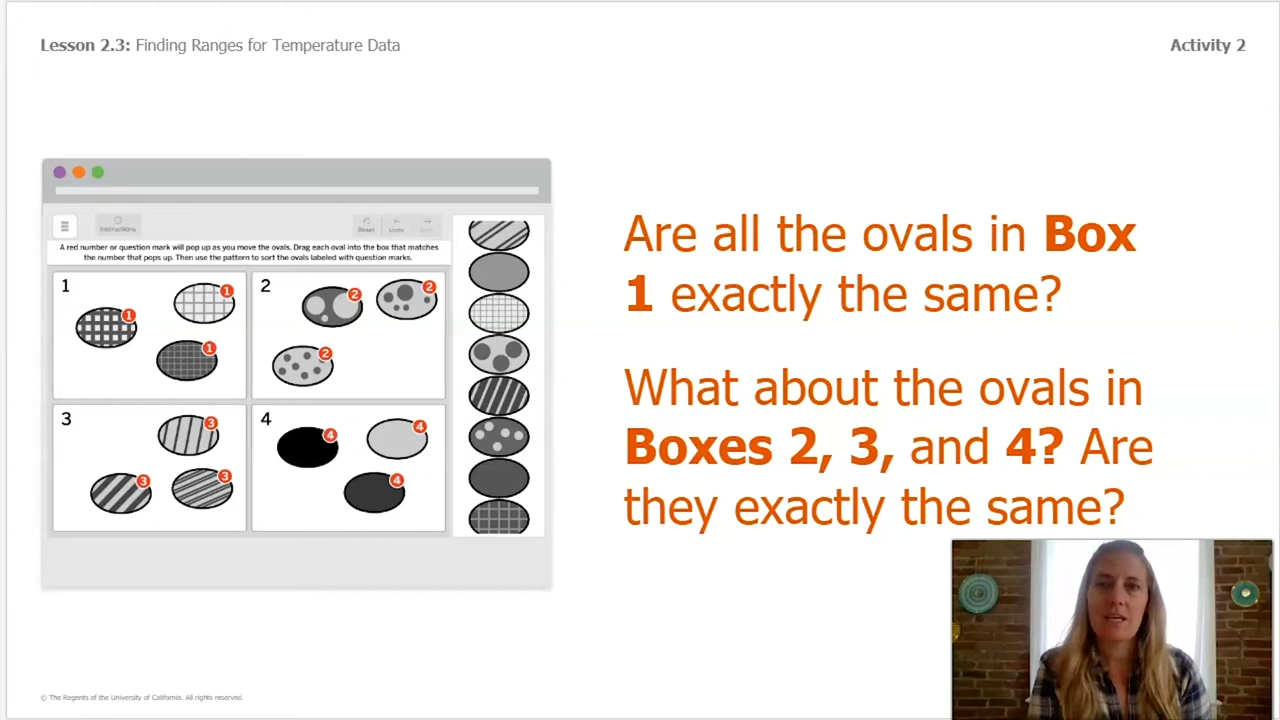 Lesson 2.3: Finding Ranges for Temperature Data
Activity 2
Instructions
Reset
Undo
A red number or question mark will pop up as you move the ovals. Drag each oval into the box that matches
the number that pops up. Then use the pattern to sort the ovals labeled with question marks.
1
1
1
1
2
2
2
2
3
3
3
3
4
4
4
4
Are all the ovals in Box
1 exactly the same?
What about the ovals in
Boxes 2, 3, and 4? Are
they exactly the same?
© The Regents of the University of California. All rights reserved.